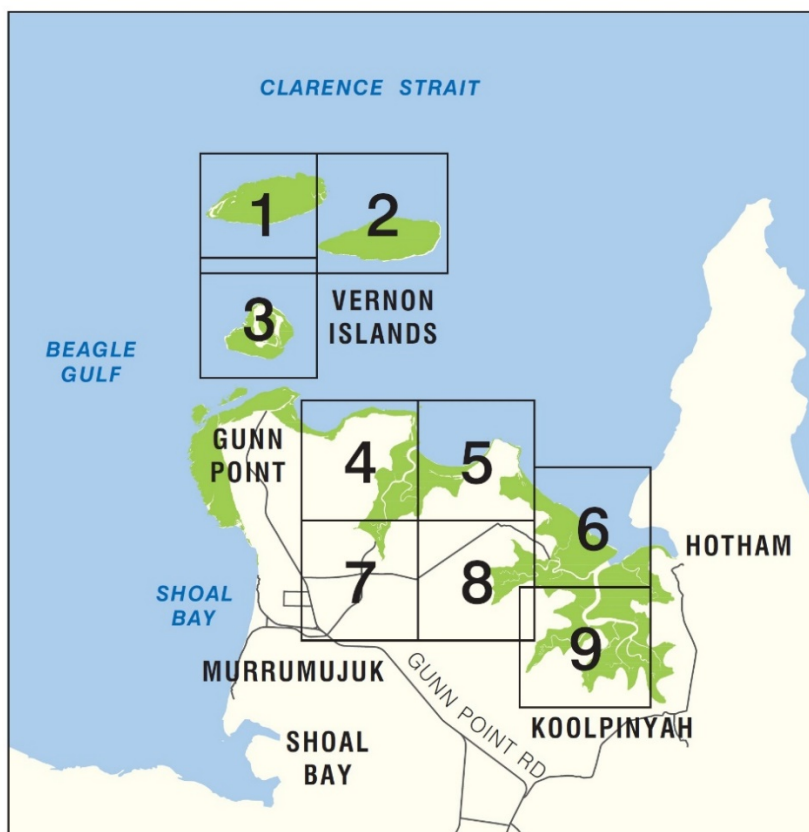 CLARENCE STRAIT
1
2
3
VERNON
ISLANDS
BEAGLE
GULF
GUNN
POINT
4
5
6
HOTHAM
7
8
SHOAL
BAY
9
MURRUMUJUK
GUNN POINT RD
KOOLPINYAH
SHOAL
BAY